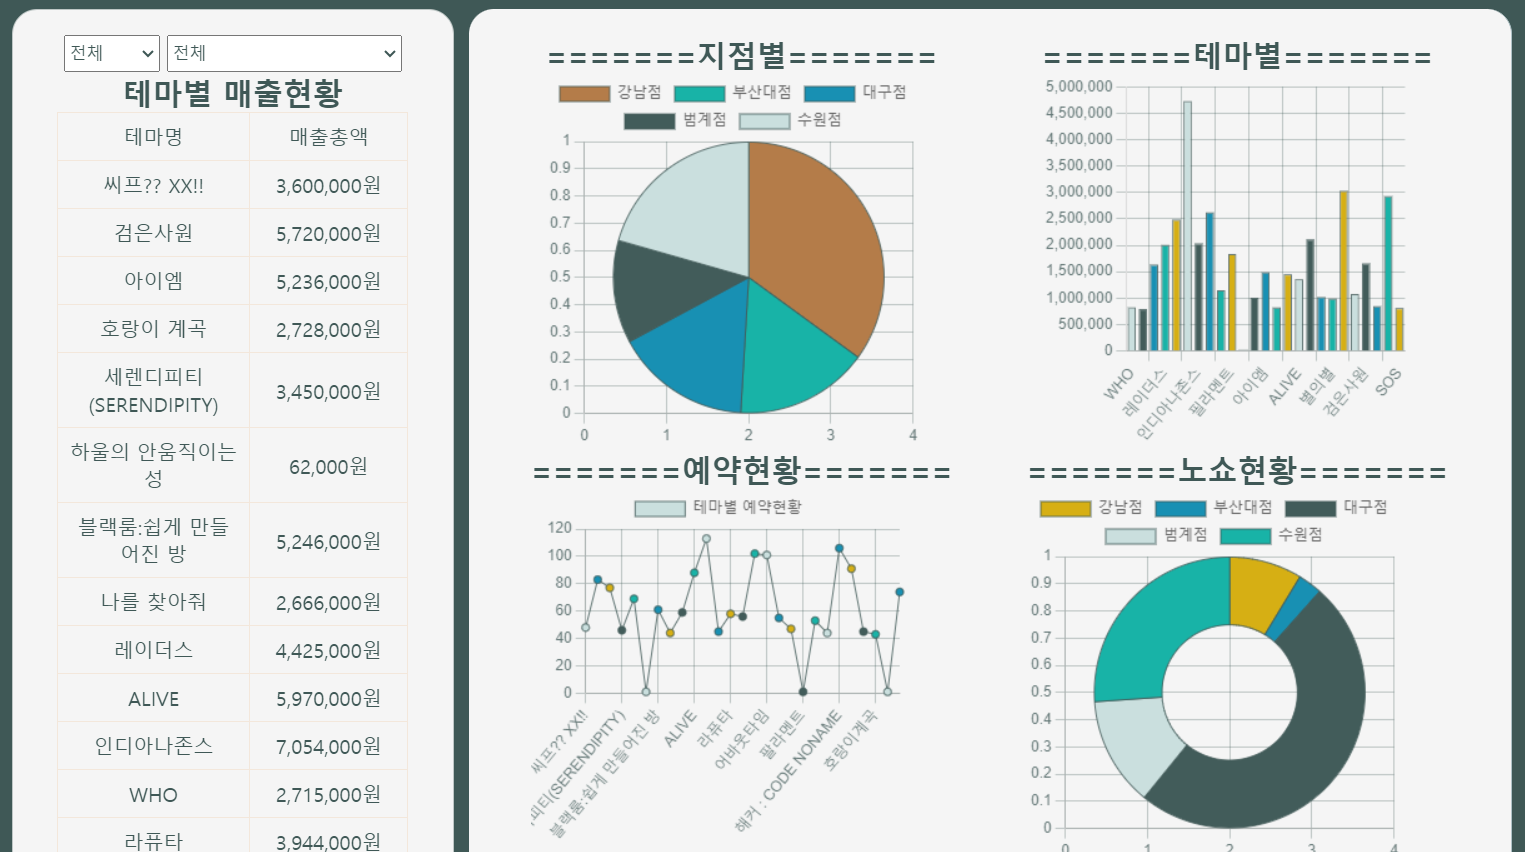 전체 전체
테마별 매출현황
테마명 매출총액
씨프?? XX!! 3,600,000원
검은사원 5,720,000원
아이엠 5,236,000원
호랑이 계곡 2,728,000원
세렌디피티
(SERENDIPITY) 3,450,000원
하울의 안움직이는
성 62,000원
블랙룸:쉽게 만들
어진 방 5,246,000원
나를 찾아줘 2,666,000원
레이더스 4,425,000원
ALIVE 5,970,000원
인디아나존스 7,054,000원
WHO 2,715,000원
라퓨타 3,944,000원
=======지점별=======
강남점 부산대점 대구점
범계점 수원점
1
0.9
0.8
0.7
0.6
0.5
0.4
0.3
0.2
0.1
0
0 1 2 3 4
=======테마별=======
5,000,000
4,500,000
4,000,000
3,500,000
3,000,000
2,500,000
2,000,000
1,500,000
1,000,000
500,000
0
WHO 레이더스 인디아나존스 필라멘트 아이엠 ALIVE 별의별 검은사원 SOS
=======예약현황=======
테마별 예약현황
120
100
80
60
40
20
0
씨프?? XX!! 피티(SERENDIPITY) 블랙룸:쉽게 만들어진 방 ALIVE 라퓨타 어바웃타임 필라멘트 해커 : CODE NONAME 호랑이계곡
=======노쇼현황=======
강남점 부산대점 대구점
범계점 수원점
1
0.9
0.8
0.7
0.6
0.5
0.4
0.3
0.2
0.1
0
0 1 2 3 4